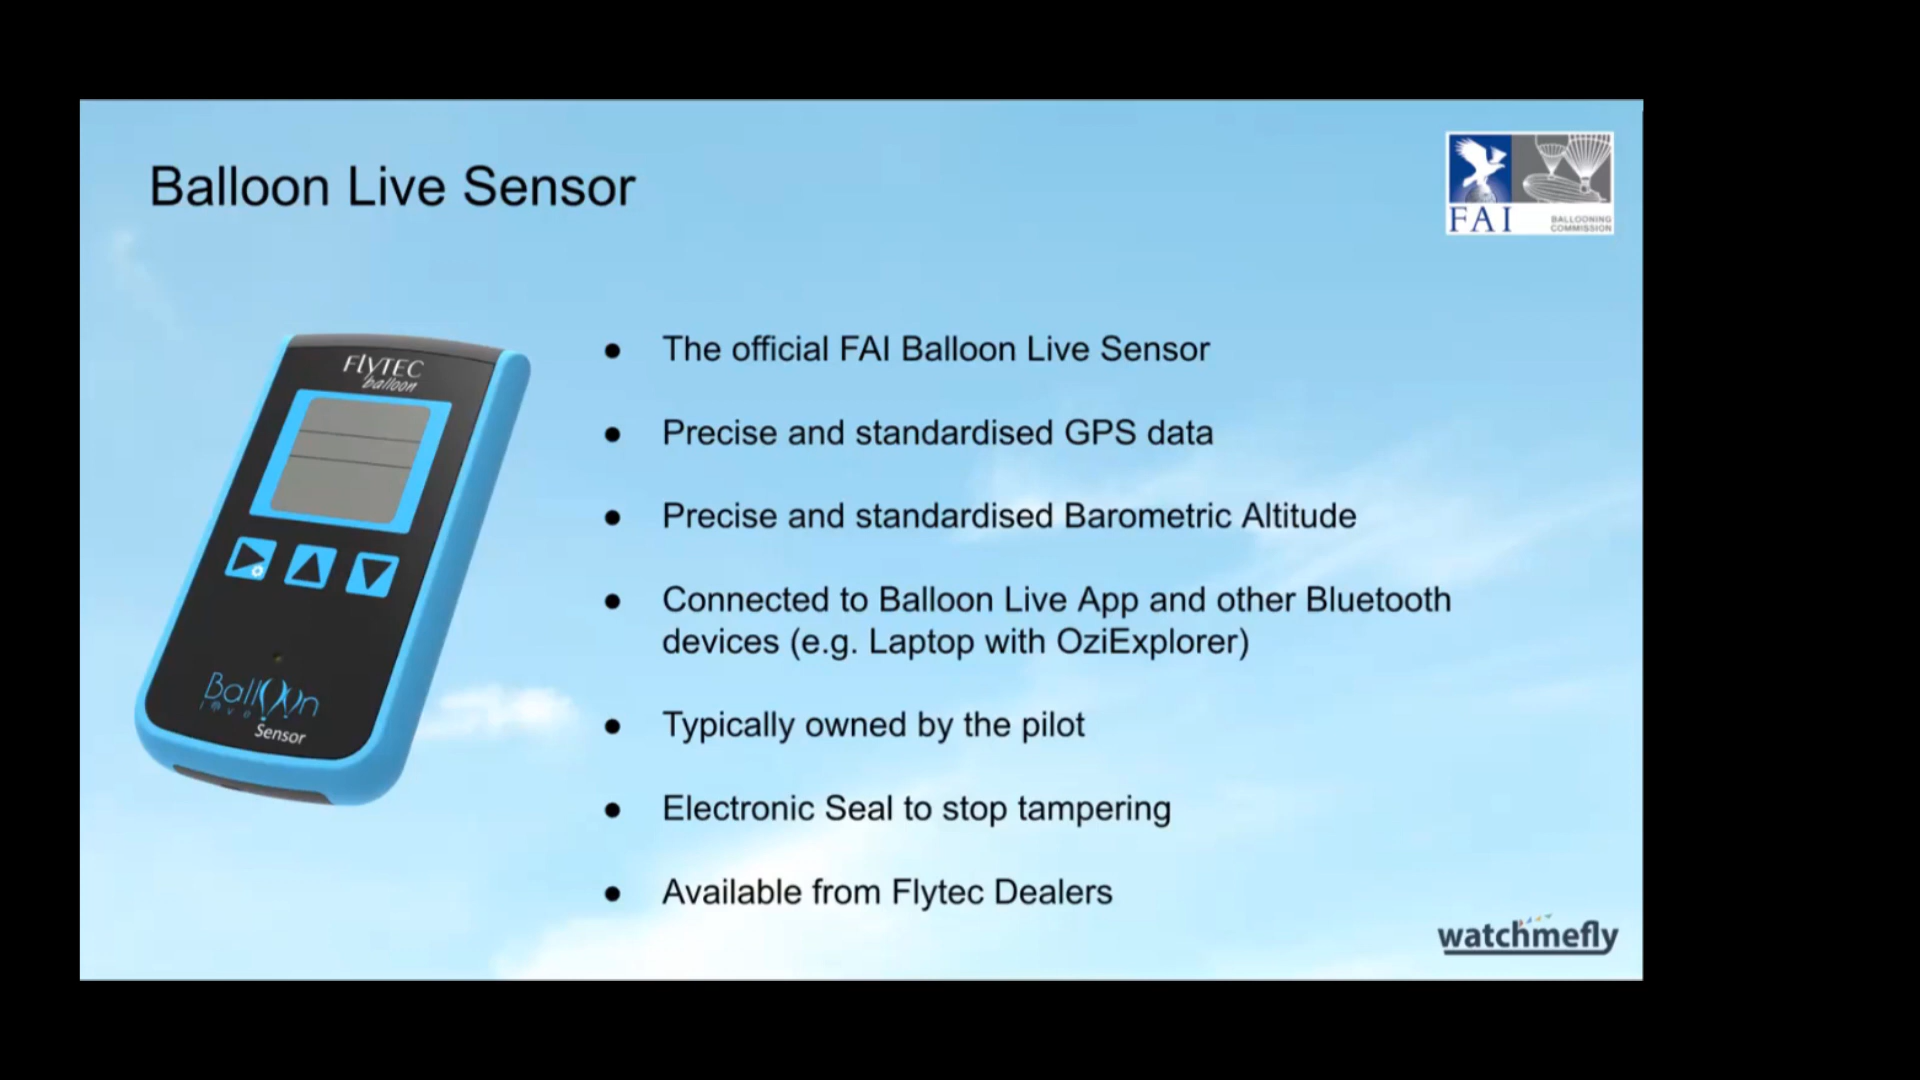 Balloon Live Sensor
FAI
BALLOONING
COMMISSION
FLYTEC
balloon
Balloon
live
Sensor
● The official FAI Balloon Live Sensor
● Precise and standardised GPS data
● Precise and standardised Barometric Altitude
● Connected to Balloon Live App and other Bluetooth
devices (e.g. Laptop with OziExplorer)
● Typically owned by the pilot
● Electronic Seal to stop tampering
● Available from Flytec Dealers
watchmefly